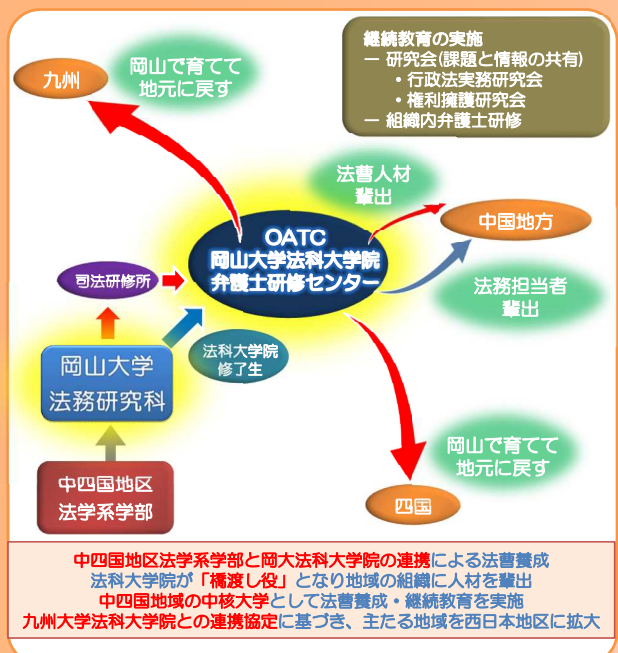 継続教育の実施
― 研究会(課題と情報の共有)
・行政法実務研究会
・権利擁護研究会
― 組織内弁護士研修
九州
岡山で育てて
地元に戻す
法曹人材
輩出
中国地方
OATC
岡山大学法科大学院
弁護士研修センター
司法研修所
法務担当者
輩出
法科大学院
修了生
岡山大学
法務研究科
岡山で育てて
地元に戻す
中四国地区
法学系学部
四国
中四国地区法学系学部と岡大法科大学院の連携による法曹養成
法科大学院が「橋渡し役」となり地域の組織に人材を輩出
中四国地域の中核大学として法曹養成・継続教育を実施
九州大学法科大学院との連携協定に基づき、主たる地域を西日本地区に拡大